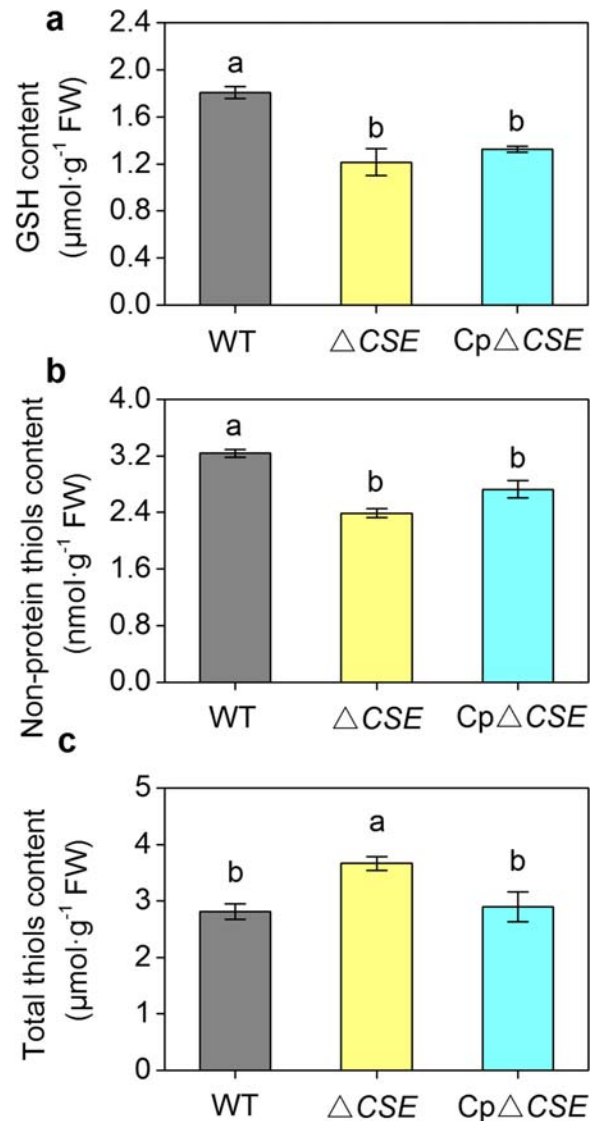 a
GSH content
(μmol·g⁻¹ FW)
2.4
2.0
1.6
1.2
0.8
0.4
0.0
a
b
b
WT
△CSE
Cp△CSE
b
Non-protein thiols content
(nmol·g⁻¹ FW)
4.0
3.2
2.4
1.6
0.8
0.0
a
b
b
WT
△CSE
Cp△CSE
c
Total thiols content
(μmol·g⁻¹ FW)
5
4
3
2
1
0
b
a
b
WT
△CSE
Cp△CSE